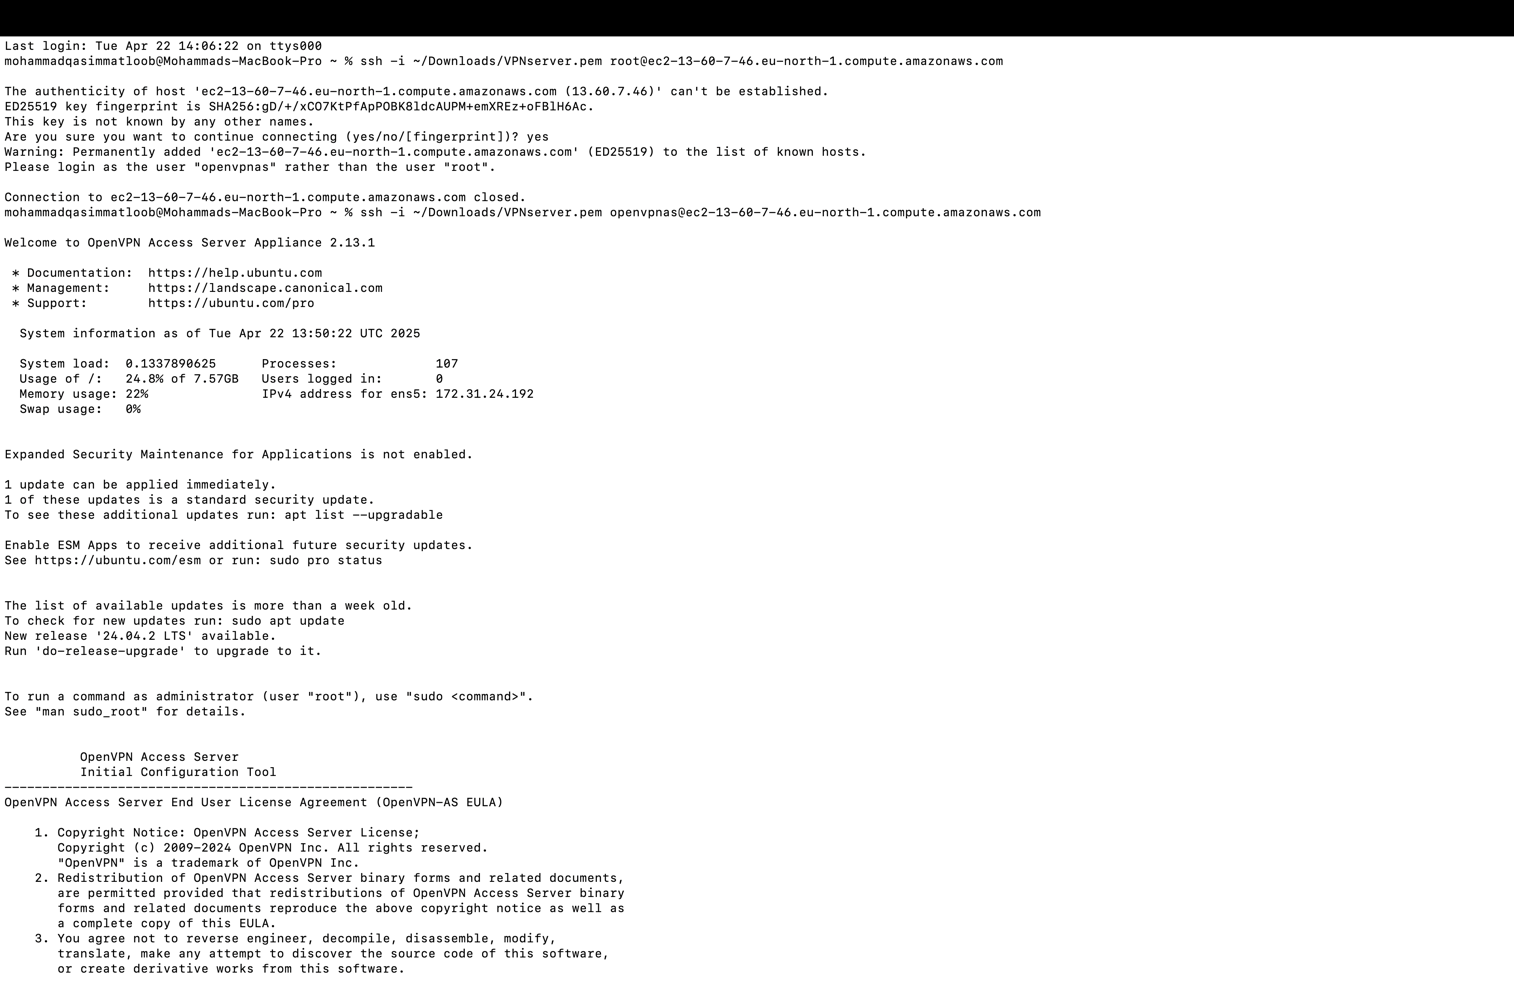 Last login: Tue Apr 22 14:06:22 on ttys000
mohammadqasimmatloob@Mohammads-MacBook-Pro ~ % ssh -i ~/Downloads/VPNserver.pem root@ec2-13-60-7-46.eu-north-1.compute.amazonaws.com
The authenticity of host 'ec2-13-60-7-46.eu-north-1.compute.amazonaws.com (13.60.7.46)' can't be established.
ED25519 key fingerprint is SHA256:gD/+/xCO7KtPfApPOBK8ldcAUPM+emXREz+oFBlH6Ac.
This key is not known by any other names.
Are you sure you want to continue connecting (yes/no/[fingerprint])? yes
Warning: Permanently added 'ec2-13-60-7-46.eu-north-1.compute.amazonaws.com' (ED25519) to the list of known hosts.
Please login as the user "openvpnas" rather than the user "root".
Connection to ec2-13-60-7-46.eu-north-1.compute.amazonaws.com closed.
mohammadqasimmatloob@Mohammads-MacBook-Pro ~ % ssh -i ~/Downloads/VPNserver.pem openvpnas@ec2-13-60-7-46.eu-north-1.compute.amazonaws.com
Welcome to OpenVPN Access Server Appliance 2.13.1
* Documentation:  https://help.ubuntu.com
* Management:     https://landscape.canonical.com
* Support:        https://ubuntu.com/pro
System information as of Tue Apr 22 13:50:22 UTC 2025
System load:  0.1337890625      Processes:             107
Usage of /:   24.8% of 7.57GB   Users logged in:       0
Memory usage: 22%               IPv4 address for ens5: 172.31.24.192
Swap usage:   0%
Expanded Security Maintenance for Applications is not enabled.
1 update can be applied immediately.
1 of these updates is a standard security update.
To see these additional updates run: apt list --upgradable
Enable ESM Apps to receive additional future security updates.
See https://ubuntu.com/esm or run: sudo pro status
The list of available updates is more than a week old.
To check for new updates run: sudo apt update
New release '24.04.2 LTS' available.
Run 'do-release-upgrade' to upgrade to it.
To run a command as administrator (user "root"), use "sudo <command>".
See "man sudo_root" for details.
OpenVPN Access Server
Initial Configuration Tool
------------------------------------------------------
OpenVPN Access Server End User License Agreement (OpenVPN-AS EULA)
1. Copyright Notice: OpenVPN Access Server License;
Copyright (c) 2009-2024 OpenVPN Inc. All rights reserved.
"OpenVPN" is a trademark of OpenVPN Inc.
2. Redistribution of OpenVPN Access Server binary forms and related documents,
are permitted provided that redistributions of OpenVPN Access Server binary
forms and related documents reproduce the above copyright notice as well as
a complete copy of this EULA.
3. You agree not to reverse engineer, decompile, disassemble, modify,
translate, make any attempt to discover the source code of this software,
or create derivative works from this software.